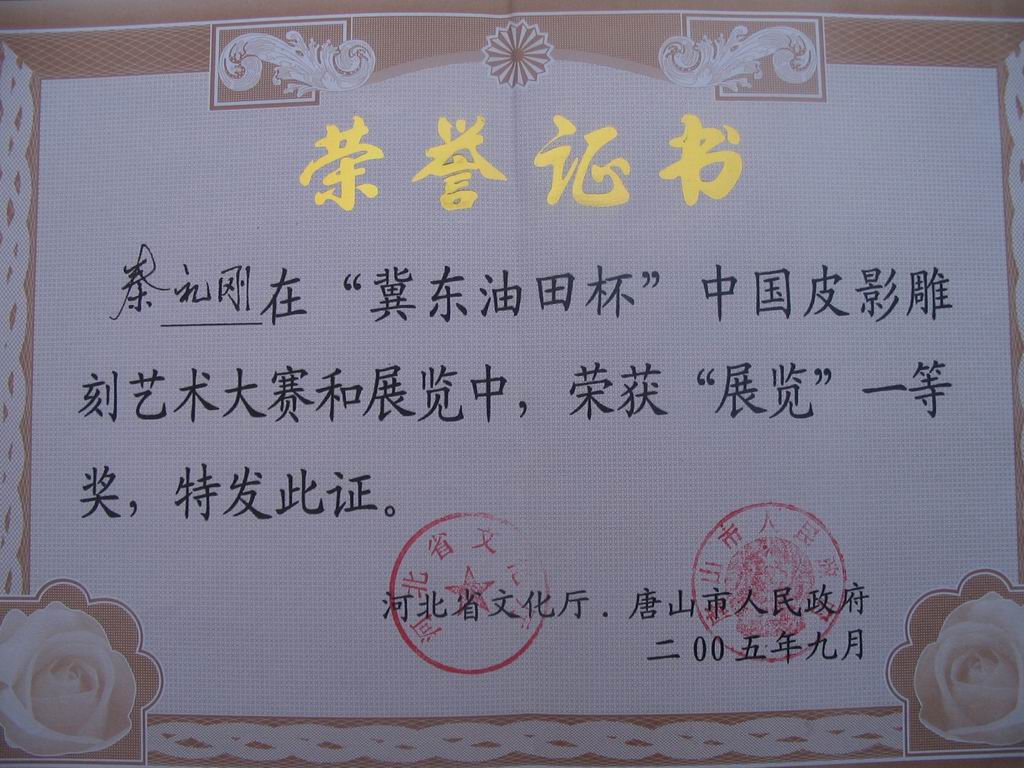 荣誉证书
秦礼刚在“冀东油田杯”中国皮影雕
刻艺术大赛和展览中，荣获“展览”一等
奖，特发此证。
河北省文化厅．唐山市人民政府
二00五年九月